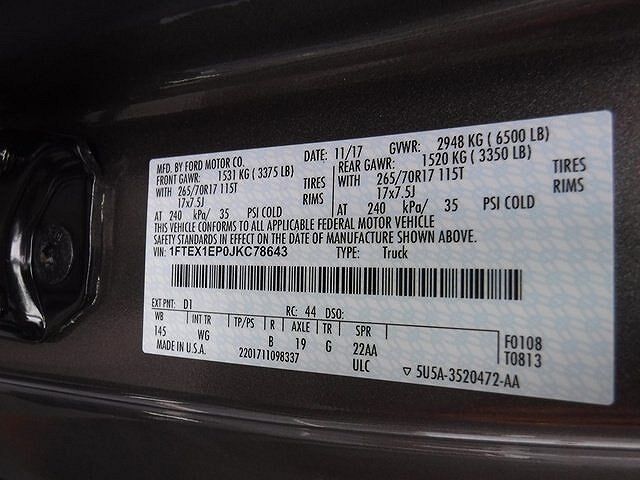 MFD. BY FORD MOTOR CO. DATE: 11/17 GVWR: 2948 KG ( 6500 LB)
FRONT GAWR: 1531 KG ( 3375 LB) REAR GAWR: 1520 KG ( 3350 LB)
WITH 265/70R17 115T TIRES WITH 265/70R17 115T TIRES
17x7.5J RIMS 17x7.5J RIMS
AT 240 kPa/ 35 PSI COLD AT 240 kPa/ 35 PSI COLD
THIS VEHICLE CONFORMS TO ALL APPLICABLE FEDERAL MOTOR VEHICLE
SAFETY STANDARDS IN EFFECT ON THE DATE OF MANUFACTURE SHOWN ABOVE.
VIN: 1FTEX1EP0JKC78643 TYPE: Truck
EXT PNT: D1 RC: 44 DSO:
WB INT TR TP/PS R AXLE TR SPR
145 WG B 19 G 22AA F0108
MADE IN U.S.A. 2201711098337 ULC T0813
▽ 5U5A-3520472-AA